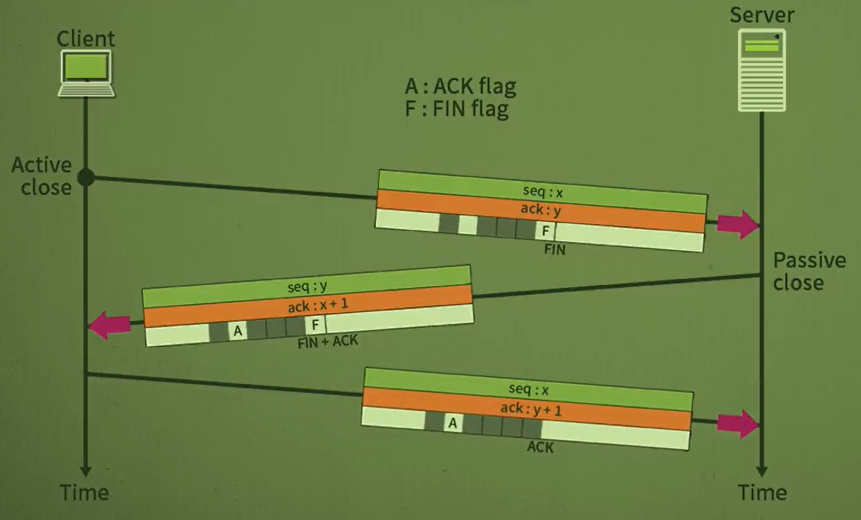 Client
Server
A : ACK flag
F : FIN flag
Active
close
seq : x
ack : y
F
FIN
Passive
close
seq : y
ack : x + 1
A
F
FIN + ACK
seq : x
ack : y + 1
A
ACK
Time
Time